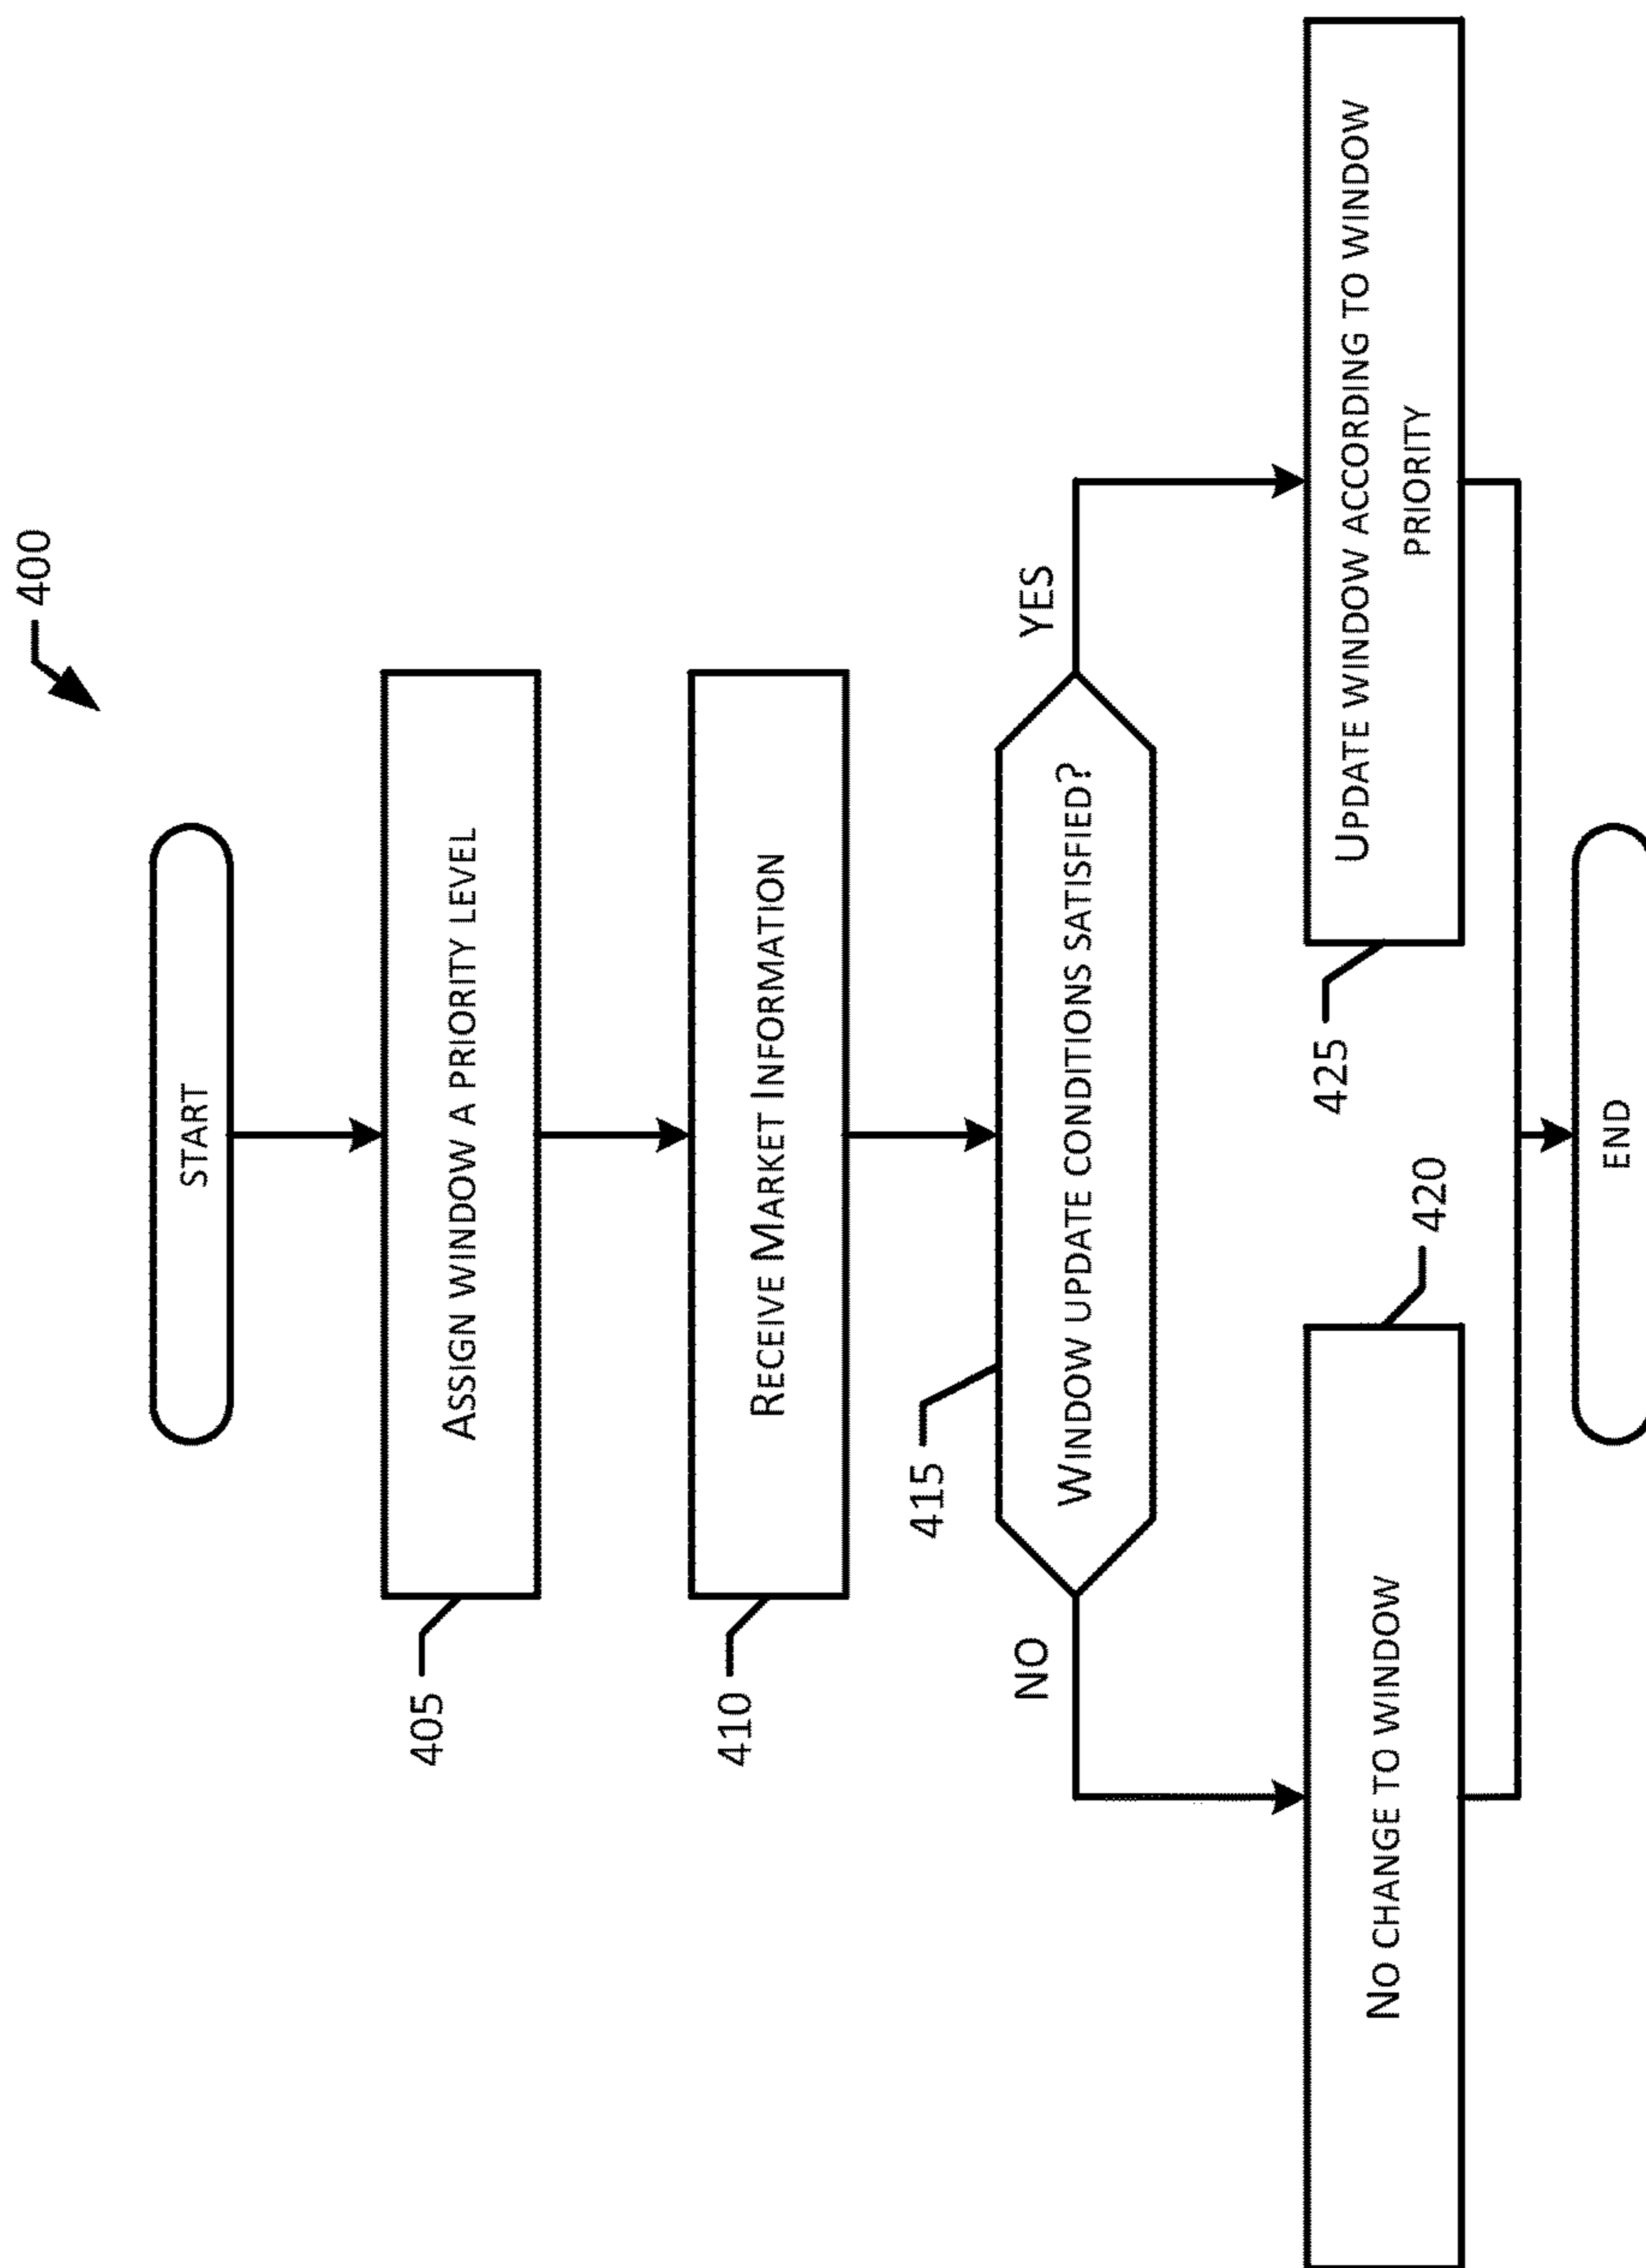 400
START
405
ASSIGN WINDOW A PRIORITY LEVEL
410
RECEIVE MARKET INFORMATION
415
WINDOW UPDATE CONDITIONS SATISFIED?
NO
YES
420
NO CHANGE TO WINDOW
425
UPDATE WINDOW ACCORDING TO WINDOW
PRIORITY
END